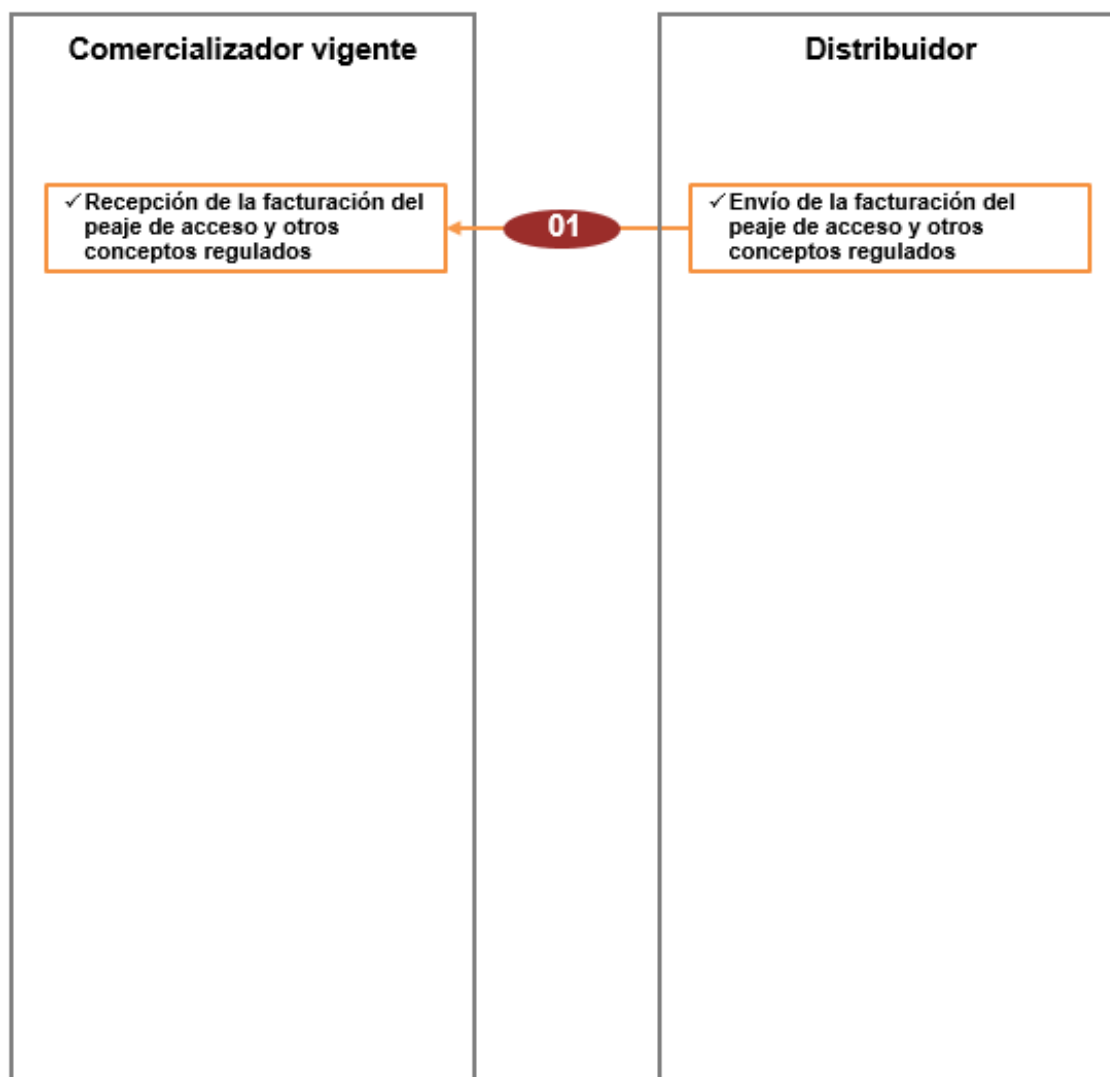 Comercializador vigente
Distribuidor
✓Recepción de la facturación del
peaje de acceso y otros
conceptos regulados
01
✓Envío de la facturación del
peaje de acceso y otros
conceptos regulados